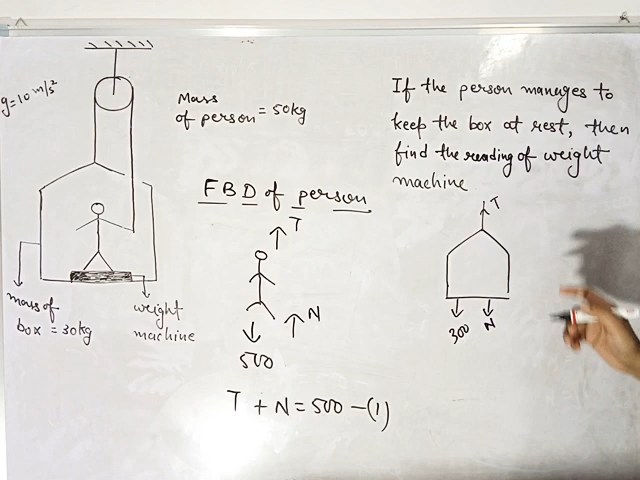 g=10 m/s²
Mass
of person = 50kg
If the person manages to
keep the box at rest, then
find the reading of weight
machine
FBD of person
T
N
500
T + N = 500 - (1)
mass of
box = 30kg
weight
machine
T
300
N